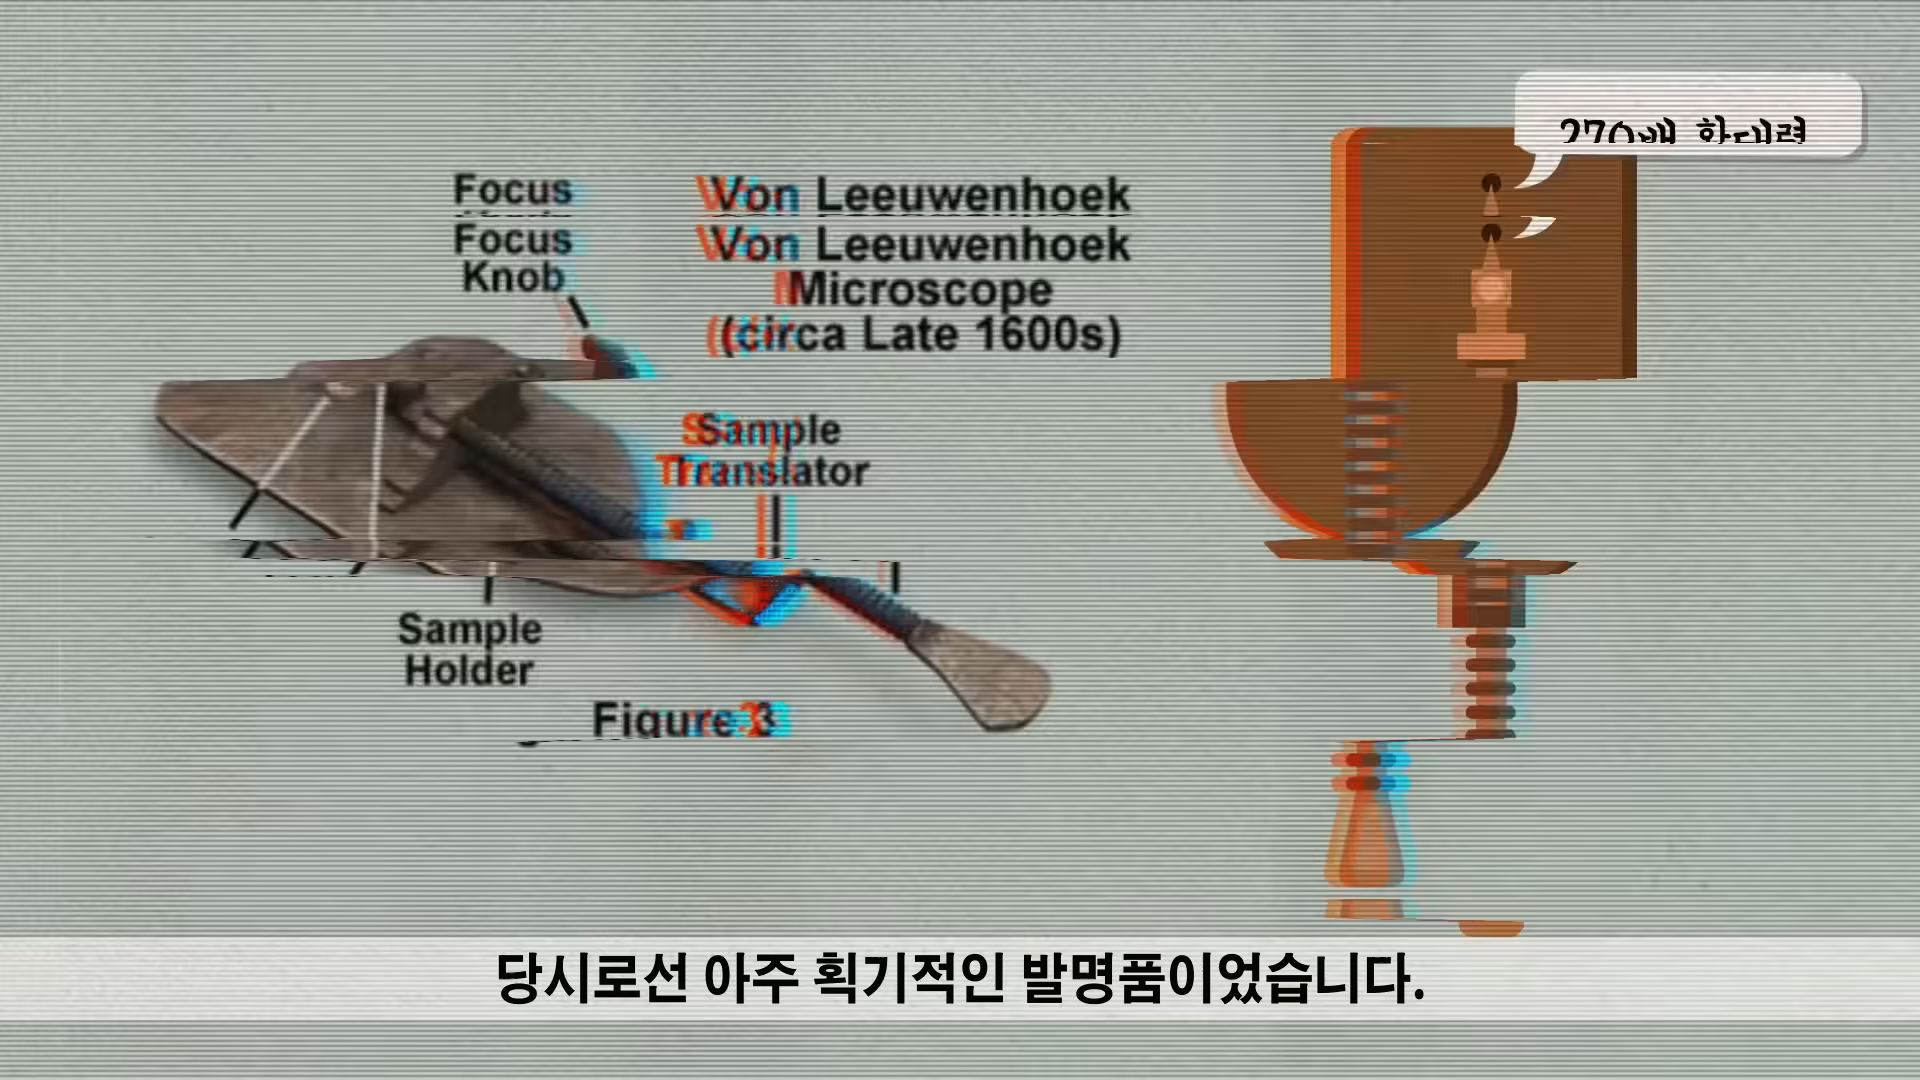 270배 확대력
Focus
Focus
Knob
Von Leeuwenhoek
Von Leeuwenhoek
Microscope
(circa Late 1600s)
Sample
Translator
Sample
Holder
Figure 3
당시로선 아주 획기적인 발명품이었습니다.